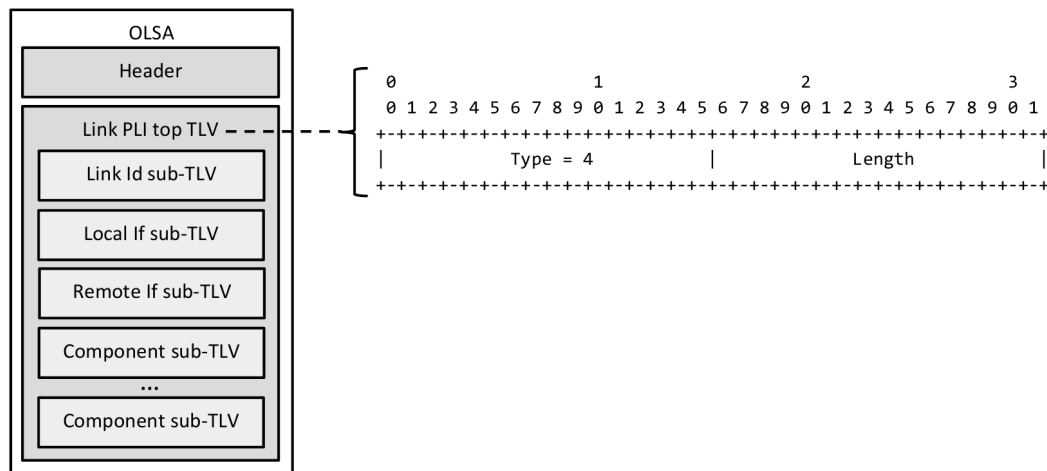 OLSA
Header
Link PLI top TLV
Link Id sub-TLV
Local If sub-TLV
Remote If sub-TLV
Component sub-TLV
...
Component sub-TLV
0                   1                   2                   3
0 1 2 3 4 5 6 7 8 9 0 1 2 3 4 5 6 7 8 9 0 1 2 3 4 5 6 7 8 9 0 1
+-+-+-+-+-+-+-+-+-+-+-+-+-+-+-+-+-+-+-+-+-+-+-+-+-+-+-+-+-+-+-+-
|           Type = 4            |             Length            |
+-+-+-+-+-+-+-+-+-+-+-+-+-+-+-+-+-+-+-+-+-+-+-+-+-+-+-+-+-+-+-+-